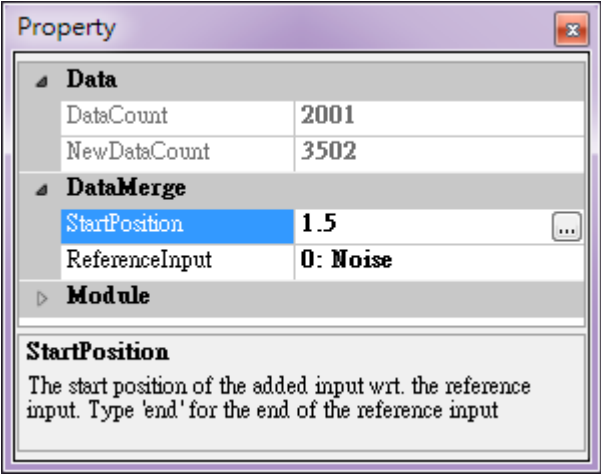 Property
Data
DataCount 2001
NewDataCount 3502
DataMerge
StartPosition 1.5 ...
ReferenceInput 0: Noise
Module
StartPosition
The start position of the added input wrt. the reference
input. Type 'end' for the end of the reference input